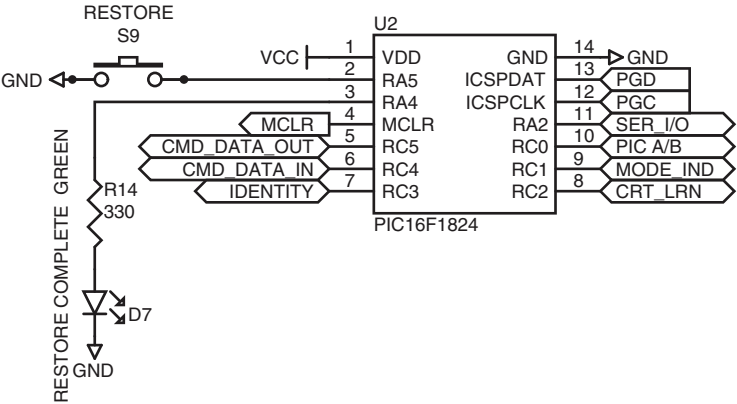 RESTORE
S9
U2
VCC
1
VDD
GND
14
GND
GND
2
RA5
ICSPDAT
13
PGD
3
RA4
ICSPCLK
12
PGC
MCLR
4
MCLR
RA2
11
SER_I/O
CMD_DATA_OUT
5
RC5
RC0
10
PIC A/B
CMD_DATA_IN
6
RC4
RC1
9
MODE_IND
IDENTITY
7
RC3
RC2
8
CRT_LRN
PIC16F1824
RESTORE COMPLETE GREEN
R14
330
D7
GND